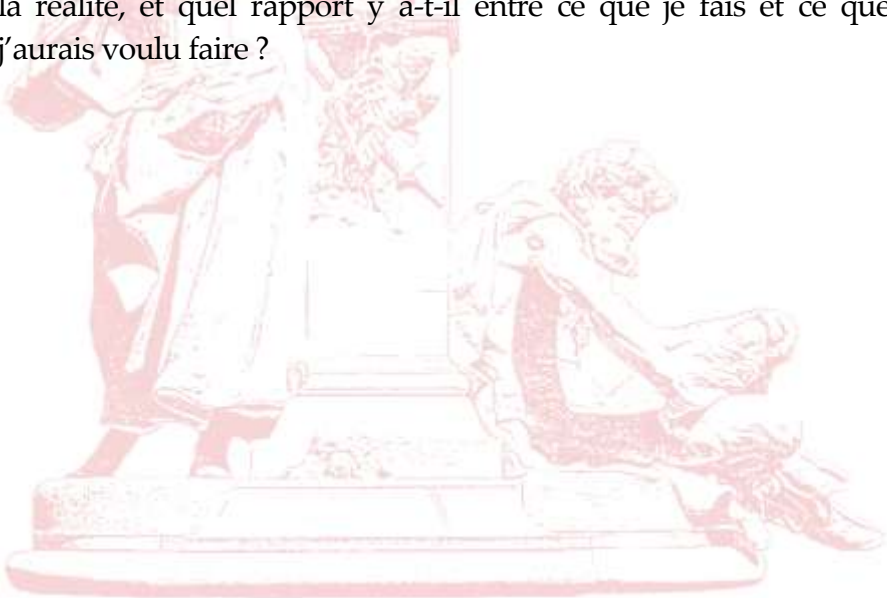 la réalité, et quel rapport y a-t-il entre ce que je fais et ce que
j’aurais voulu faire ?